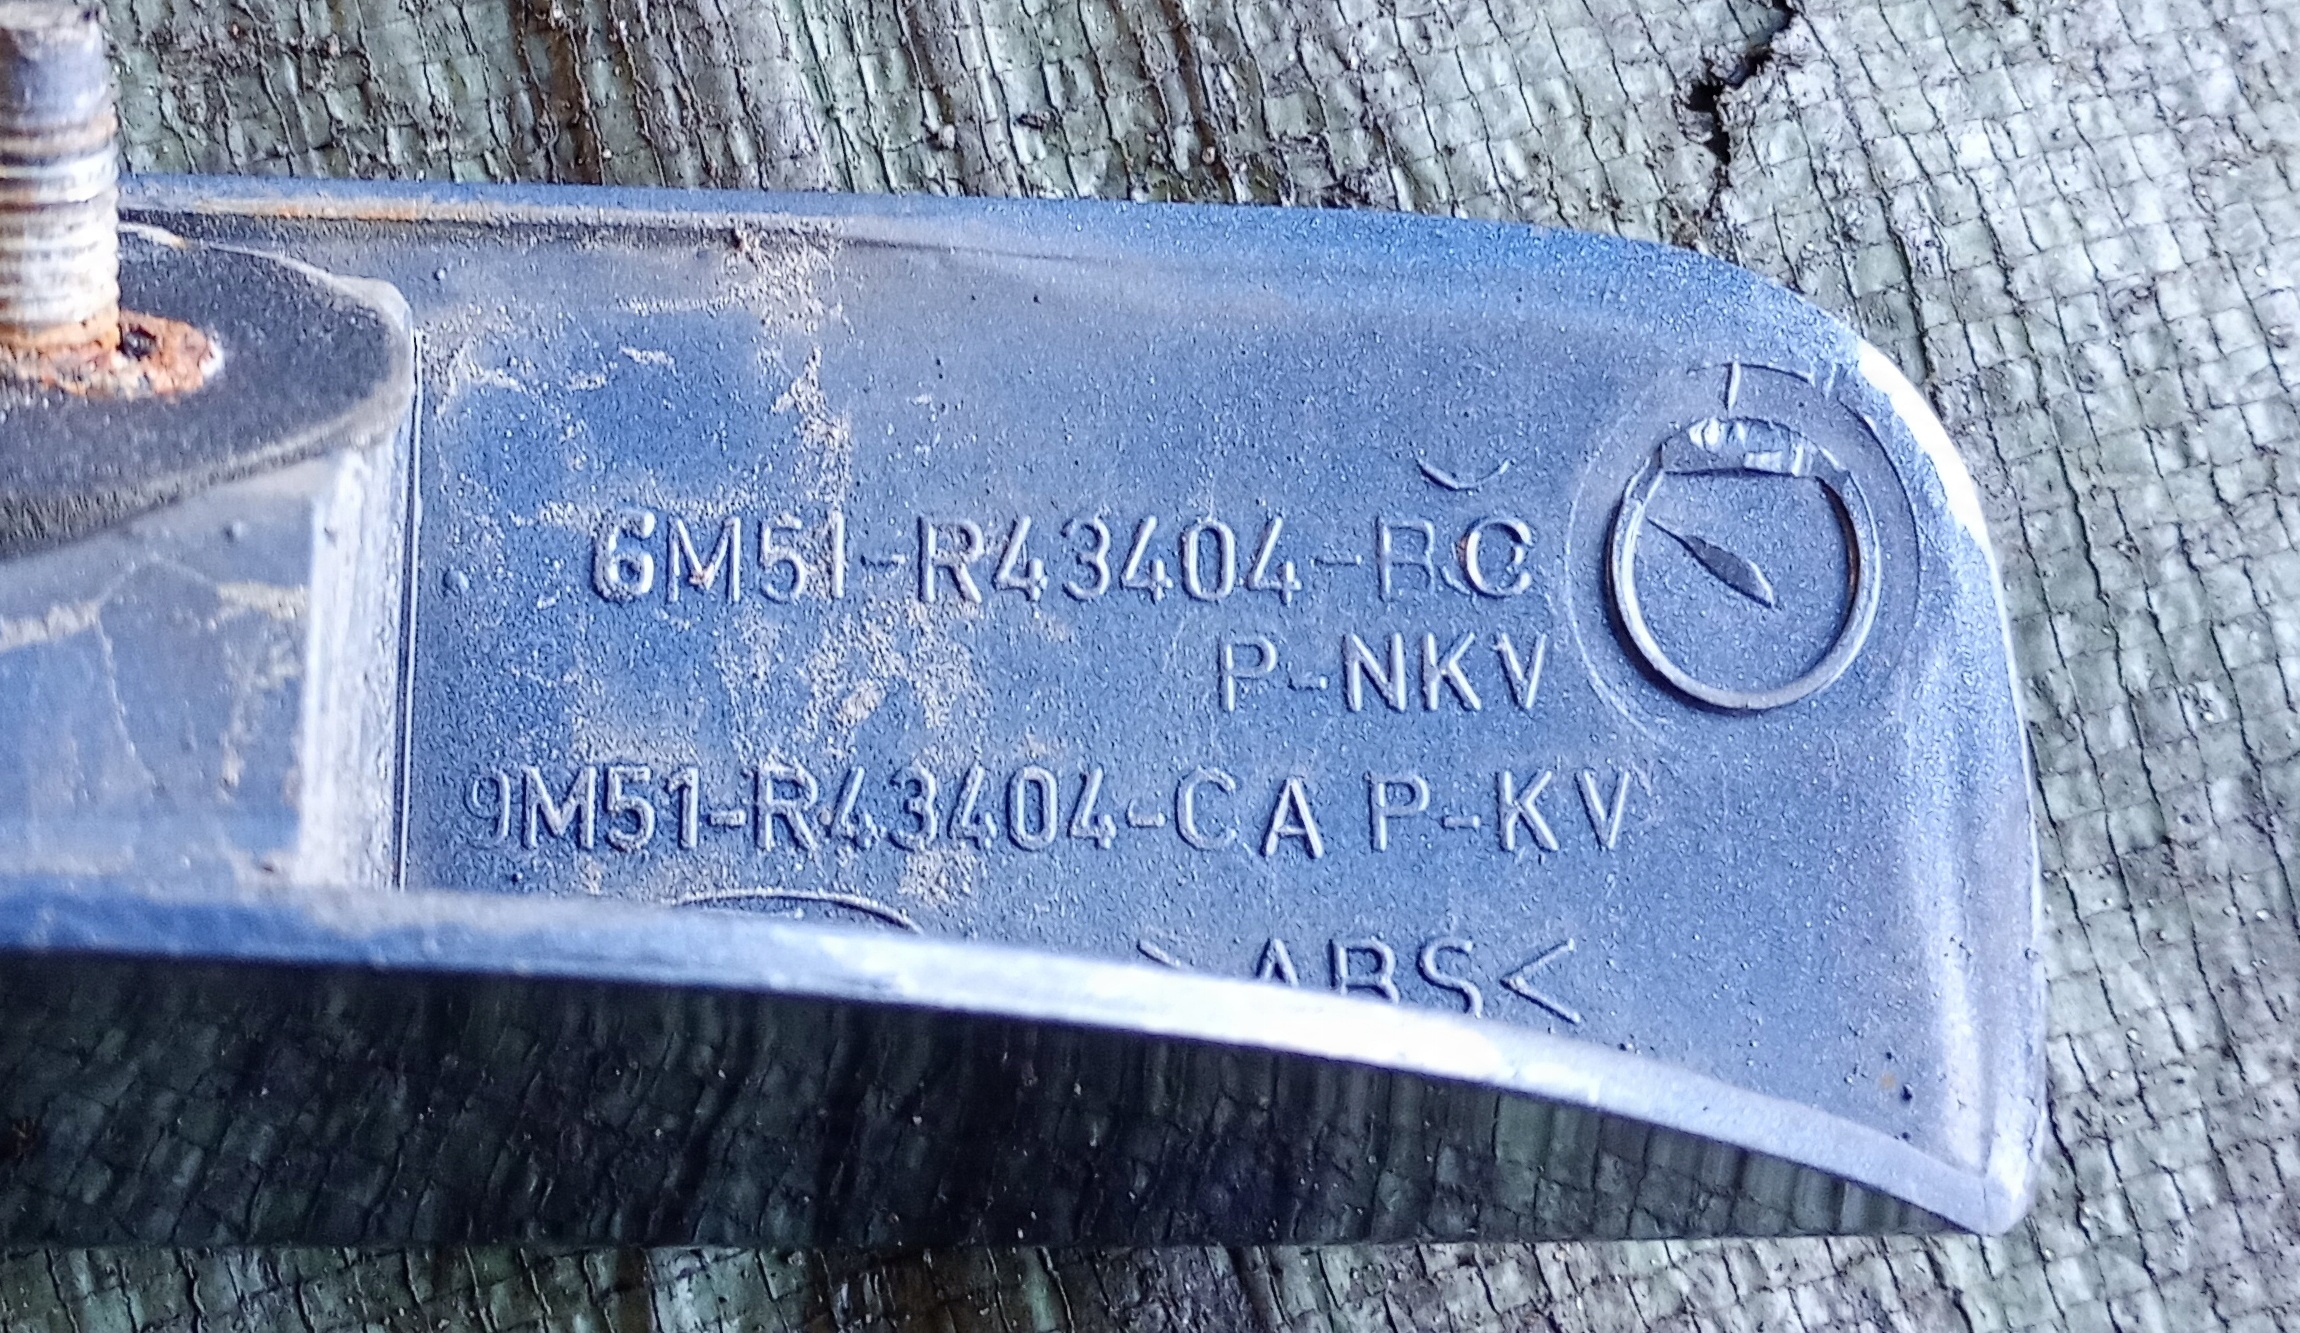 6M51-R43404-BC
P-NKV
9M51-R43404-CA P-KV
>ABS<